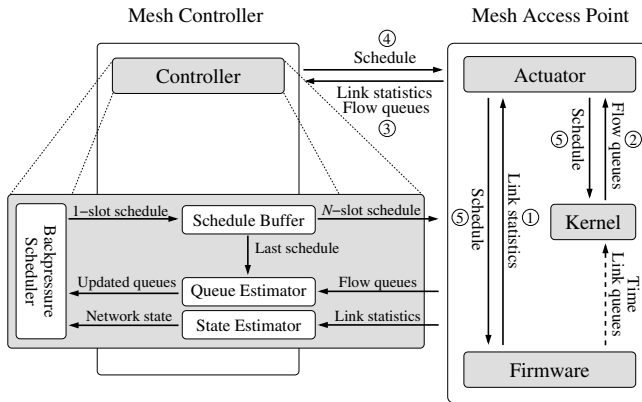 Mesh Controller
Mesh Access Point
④
Schedule
Controller
Link statistics
Flow queues
③
Actuator
Schedule
⑤
Flow queues
②
Schedule
⑤
Link statistics
①
Kernel
Time
Link queues
Firmware
Backpressure
Scheduler
1−slot schedule
Schedule Buffer
N−slot schedule
Last schedule
Updated queues
Queue Estimator
Flow queues
Network state
State Estimator
Link statistics